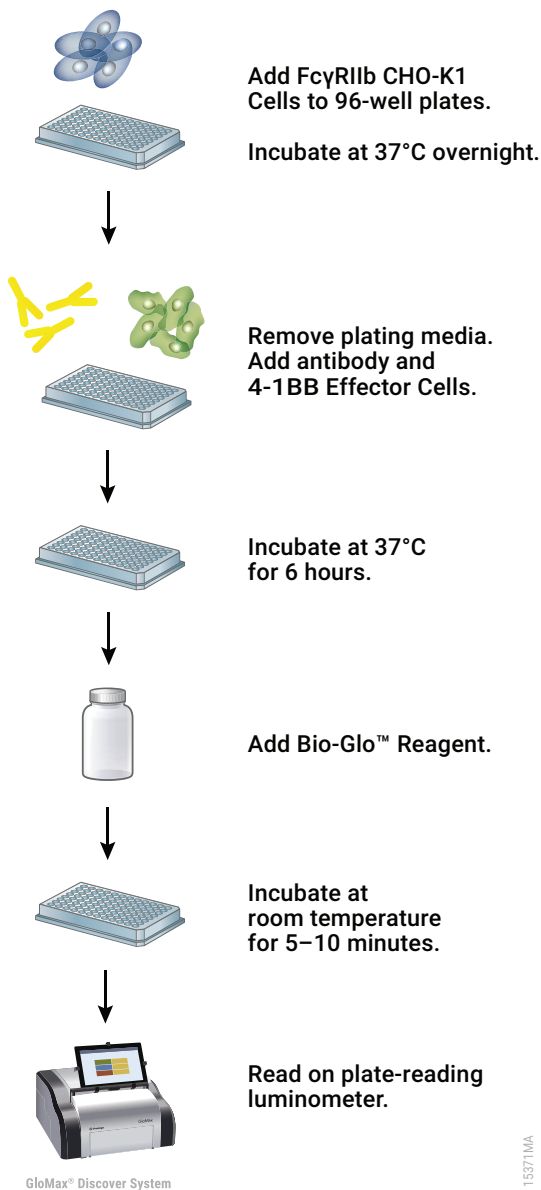 Add FcγRIIb CHO-K1
Cells to 96-well plates.
Incubate at 37°C overnight.
Remove plating media.
Add antibody and
4-1BB Effector Cells.
Incubate at 37°C
for 6 hours.
Add Bio-Glo™ Reagent.
Incubate at
room temperature
for 5–10 minutes.
Read on plate-reading
luminometer.
GloMax
GloMax® Discover System
15371MA